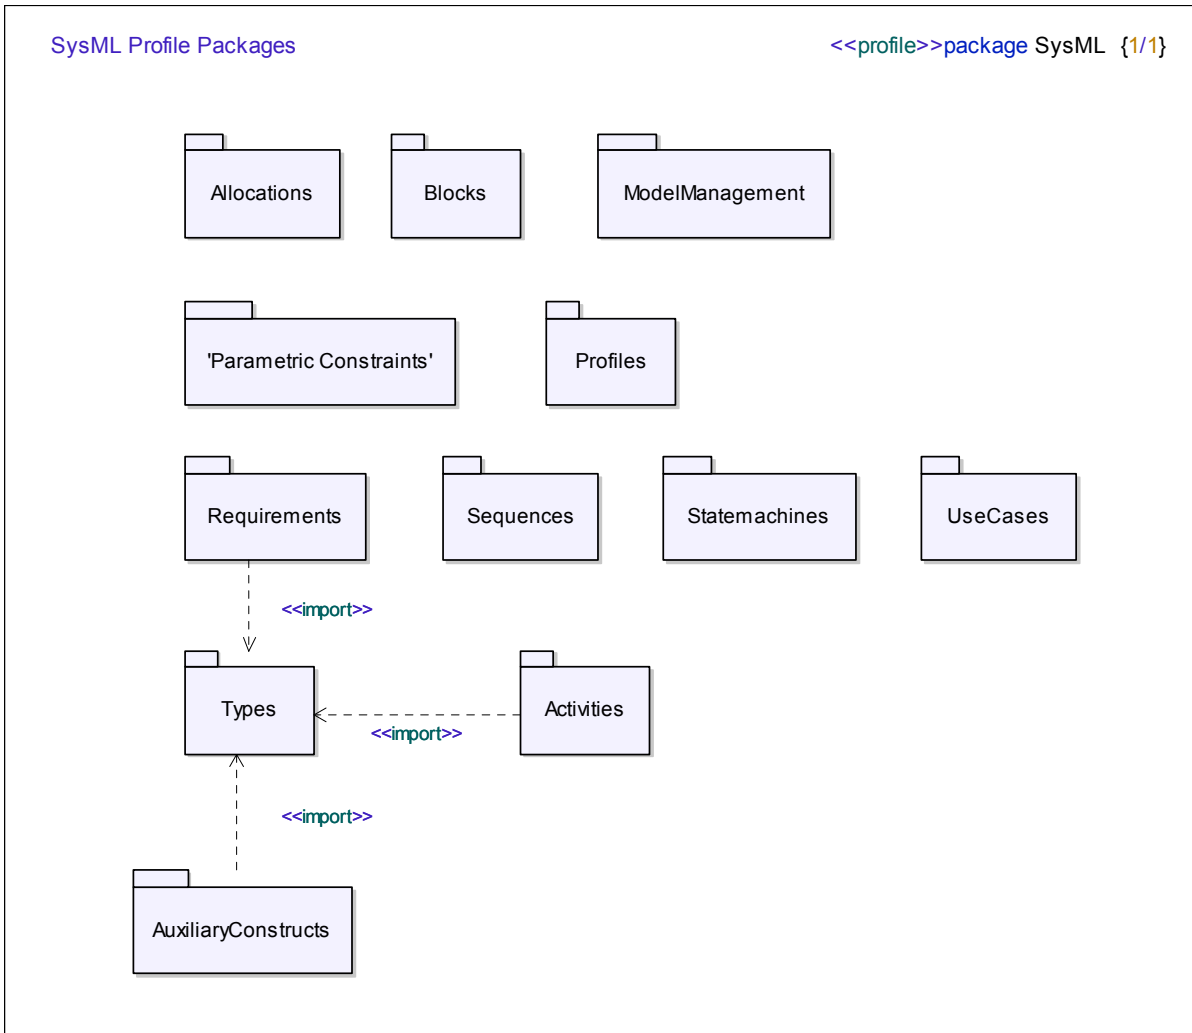 SysML Profile Packages
<<profile>>package SysML {1/1}
Allocations
Blocks
ModelManagement
'Parametric Constraints'
Profiles
Requirements
Sequences
Statemachines
UseCases
<<import>>
Types
Activities
<<import>>
<<import>>
AuxiliaryConstructs